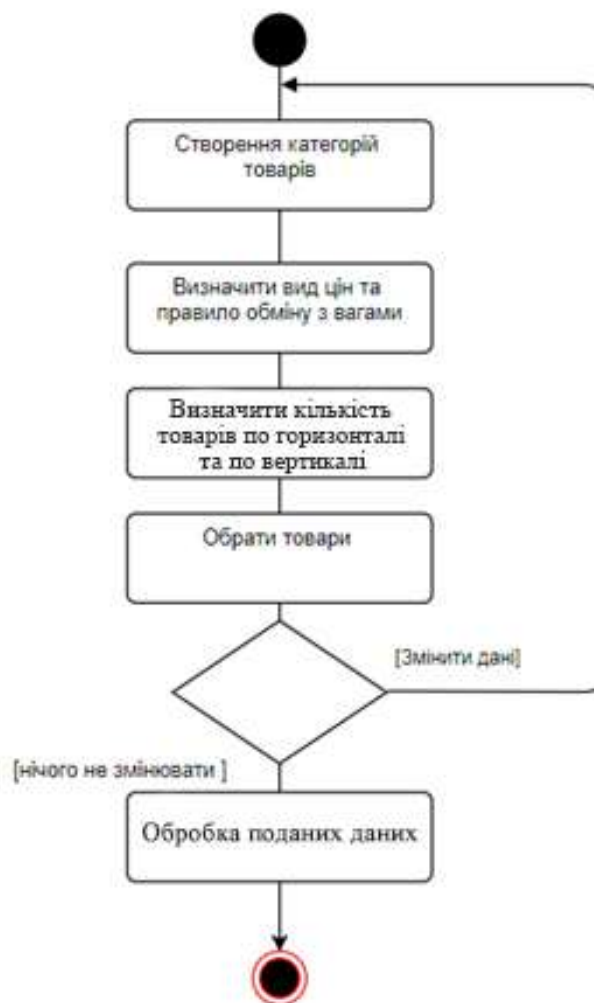 Створення категорій
товарів
Визначити вид цін та
правило обміну з вагами
Визначити кількість
товарів по горизонталі
та по вертикалі
Обрати товари
[Змінити дані]
[нічого не змінювати ]
Обробка поданих даних